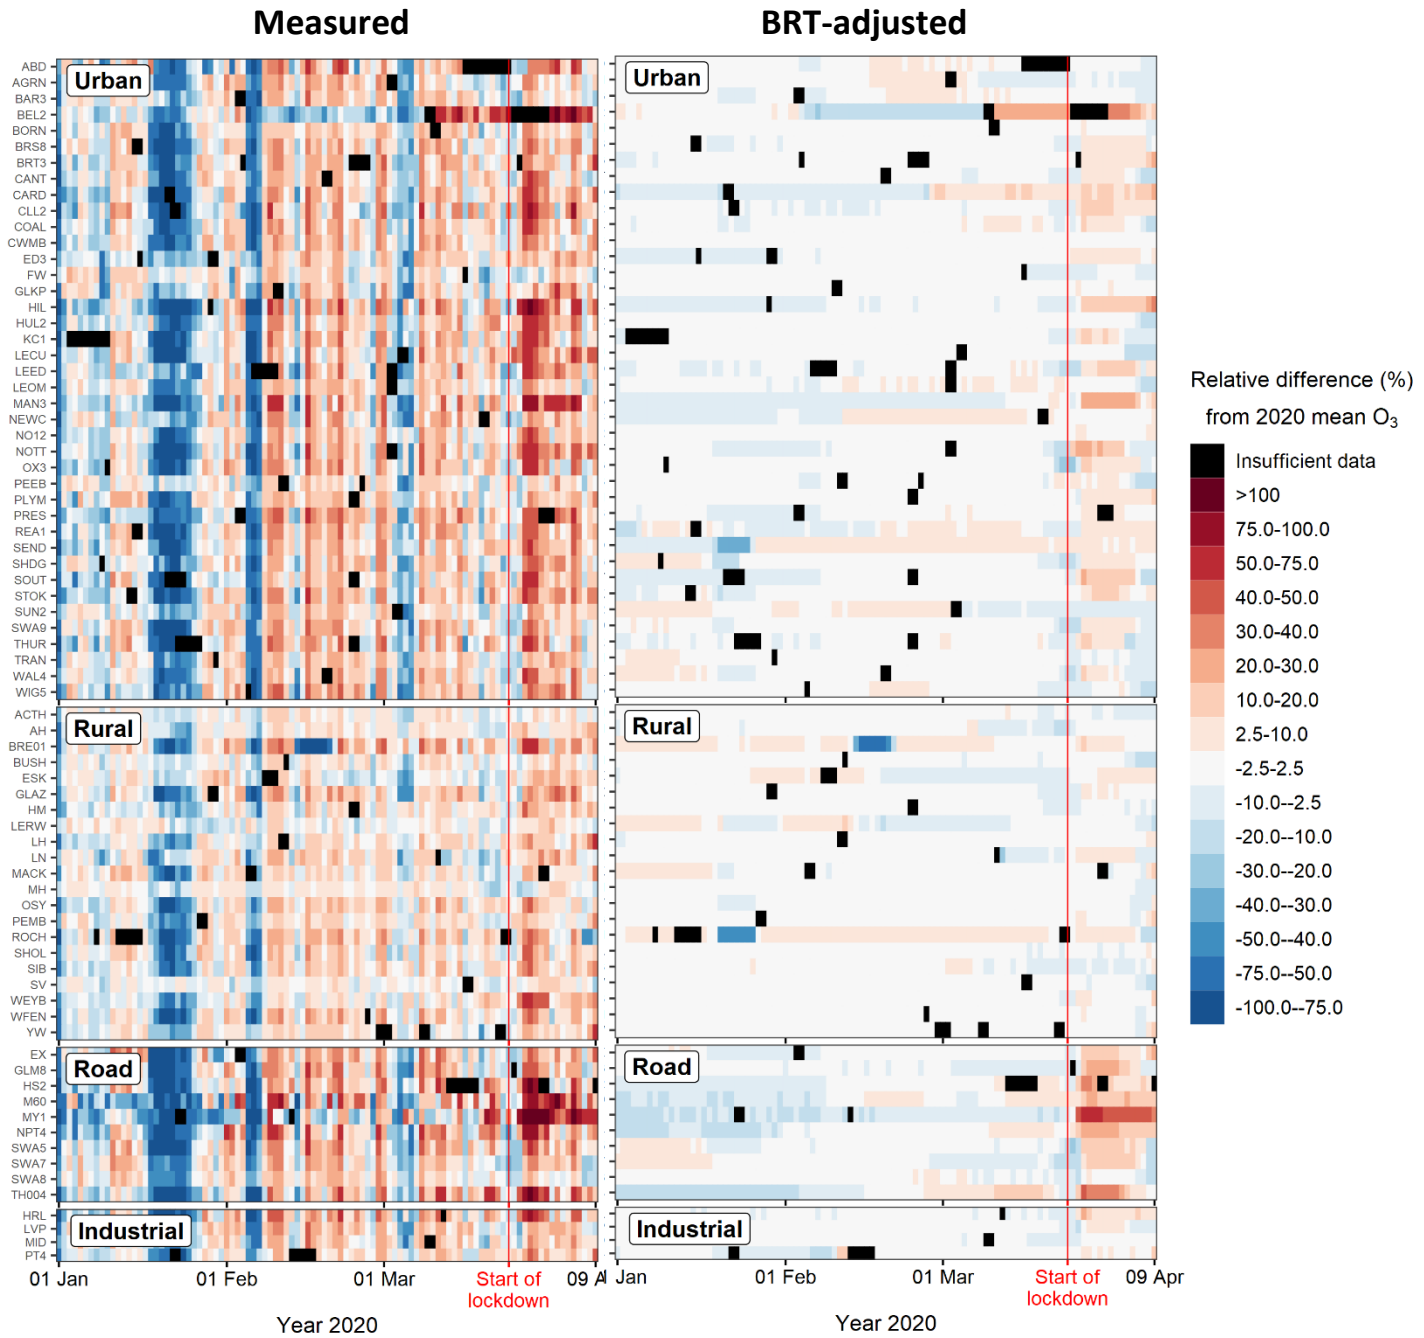 Measured
BRT-adjusted
Urban
ABD
AGRN
BAR3
BEL2
BORN
BRS8
BRT3
CANT
CARD
CLL2
COAL
CWMB
ED3
FW
GLKP
HIL
HUL2
KC1
LECU
LEED
LEOM
MAN3
NEWC
NO12
NOTT
OX3
PEEB
PLYM
PRES
REA1
SEND
SHDG
SOUT
STOK
SUN2
SWA9
THUR
TRAN
WAL4
WIG5
Rural
ACTH
AH
BRE01
BUSH
ESK
GLAZ
HM
LERW
LH
LN
MACK
MH
OSY
PEMB
ROCH
SHOL
SIB
SV
WEYB
WFEN
YW
Road
EX
GLM8
HS2
M60
MY1
NPT4
SWA5
SWA7
SWA8
TH004
Industrial
HRL
LVP
MID
PT4
01 Jan
01 Feb
01 Mar
Start of
lockdown
09 A
Year 2020
Urban
Rural
Road
Industrial
Jan
01 Feb
01 Mar
Start of
lockdown
09 Apr
Year 2020
Relative difference (%)
from 2020 mean O₃
Insufficient data
>100
75.0-100.0
50.0-75.0
40.0-50.0
30.0-40.0
20.0-30.0
10.0-20.0
2.5-10.0
-2.5-2.5
-10.0--2.5
-20.0--10.0
-30.0--20.0
-40.0--30.0
-50.0--40.0
-75.0--50.0
-100.0--75.0